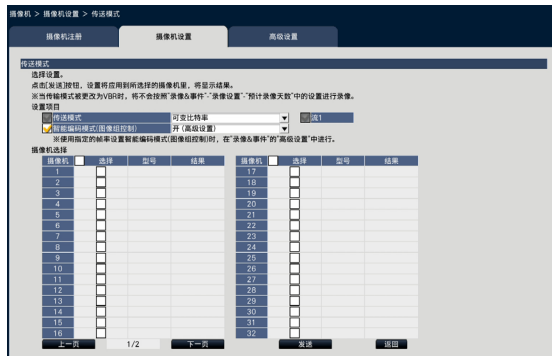 摄像机 > 摄像机设置 > 传送模式
摄像机注册 摄像机设置 高级设置
传送模式
选择设置。
点击[发送]按钮，设置将应用到所选择的摄像机里，将显示结果。
※当传输模式被更改为VBR时，将不会按照"录像&事件"-"录像设置"-"预计录像天数"中的设置进行录像。
设置项目
传送模式 可变比特率 流1
智能编码模式(图像组控制) 开 (高级设置)
※使用指定的帧率设置智能编码模式(图像组控制)时，在"录像&事件"的"高级设置"中进行。
摄像机选择
摄像机 选择 型号 结果 摄像机 选择 型号 结果
1 17
2 18
3 19
4 20
5 21
6 22
7 23
8 24
9 25
10 26
11 27
12 28
13 29
14 30
15 31
16 32
上一页 1/2 下一页 发送 返回